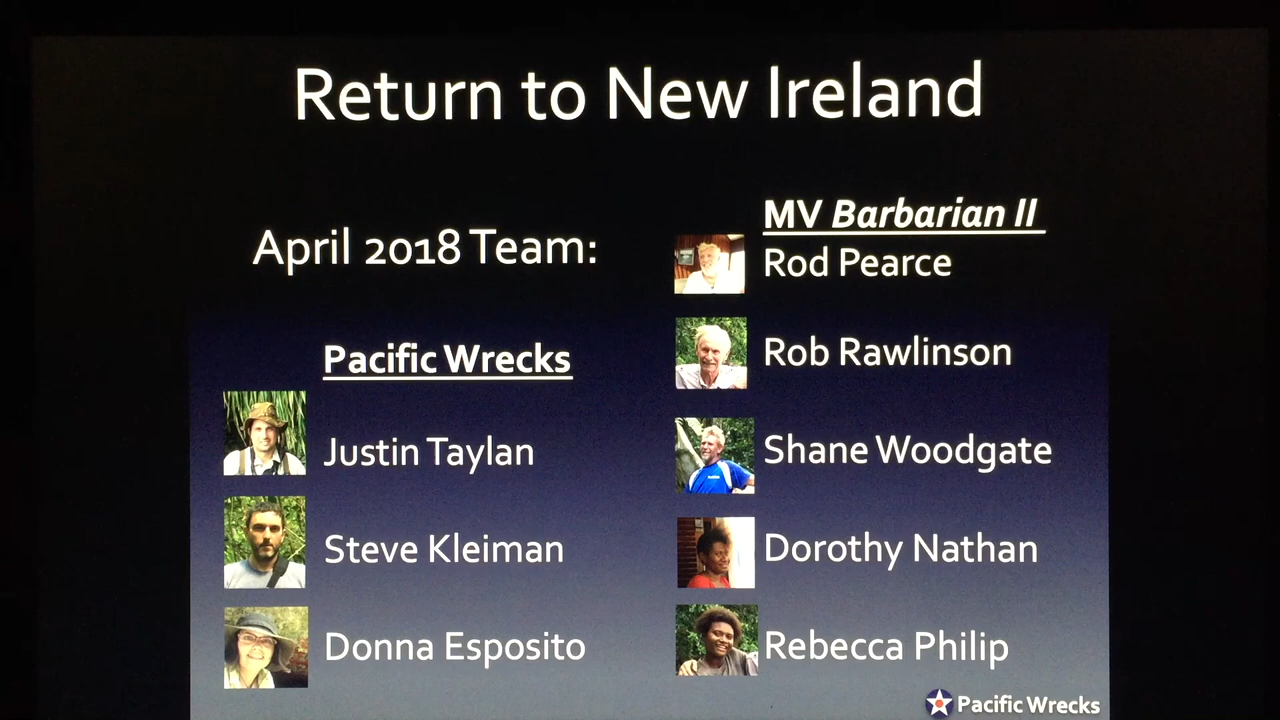 Return to New Ireland
April 2018 Team:
Pacific Wrecks
Justin Taylan
Steve Kleiman
Donna Esposito
MV Barbarian II
Rod Pearce
Rob Rawlinson
Shane Woodgate
Dorothy Nathan
Rebecca Philip
Pacific Wrecks